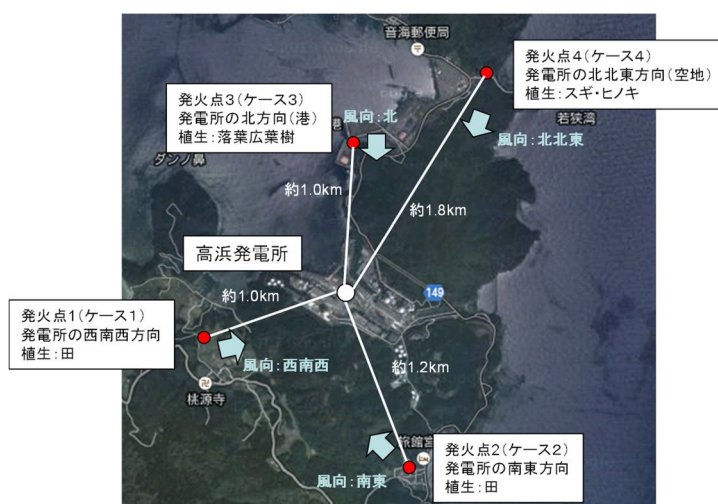 音海郵便局
発火点4(ケース4)
発電所の北北東方向(空地)
植生:スギ・ヒノキ
発火点3(ケース3)
発電所の北方向(港)
植生:落葉広葉樹
風向:北
港
風向:北北東
若狭湾
ダンノ鼻
約1.0km
約1.8km
高浜発電所
約1.0km
149
発火点1(ケース1)
発電所の西南西方向
植生:田
風向:西南西
約1.2km
桃源寺
旅館
発火点2(ケース2)
発電所の南東方向
植生:田
風向:南東